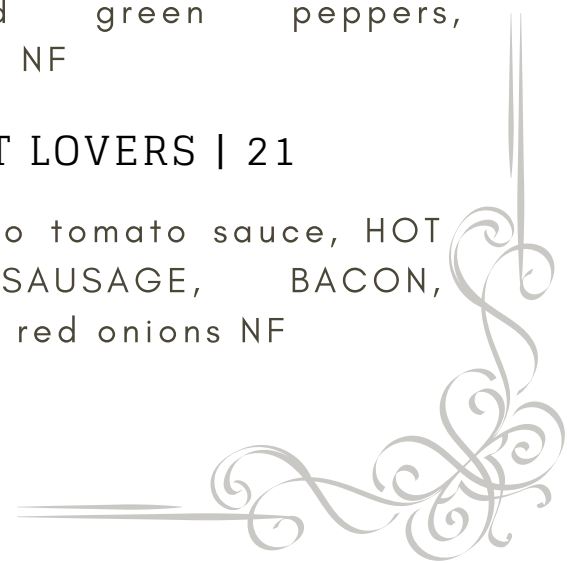 d green peppers,
NF
T LOVERS | 21
o tomato sauce, HOT
SAUSAGE, BACON,
red onions NF